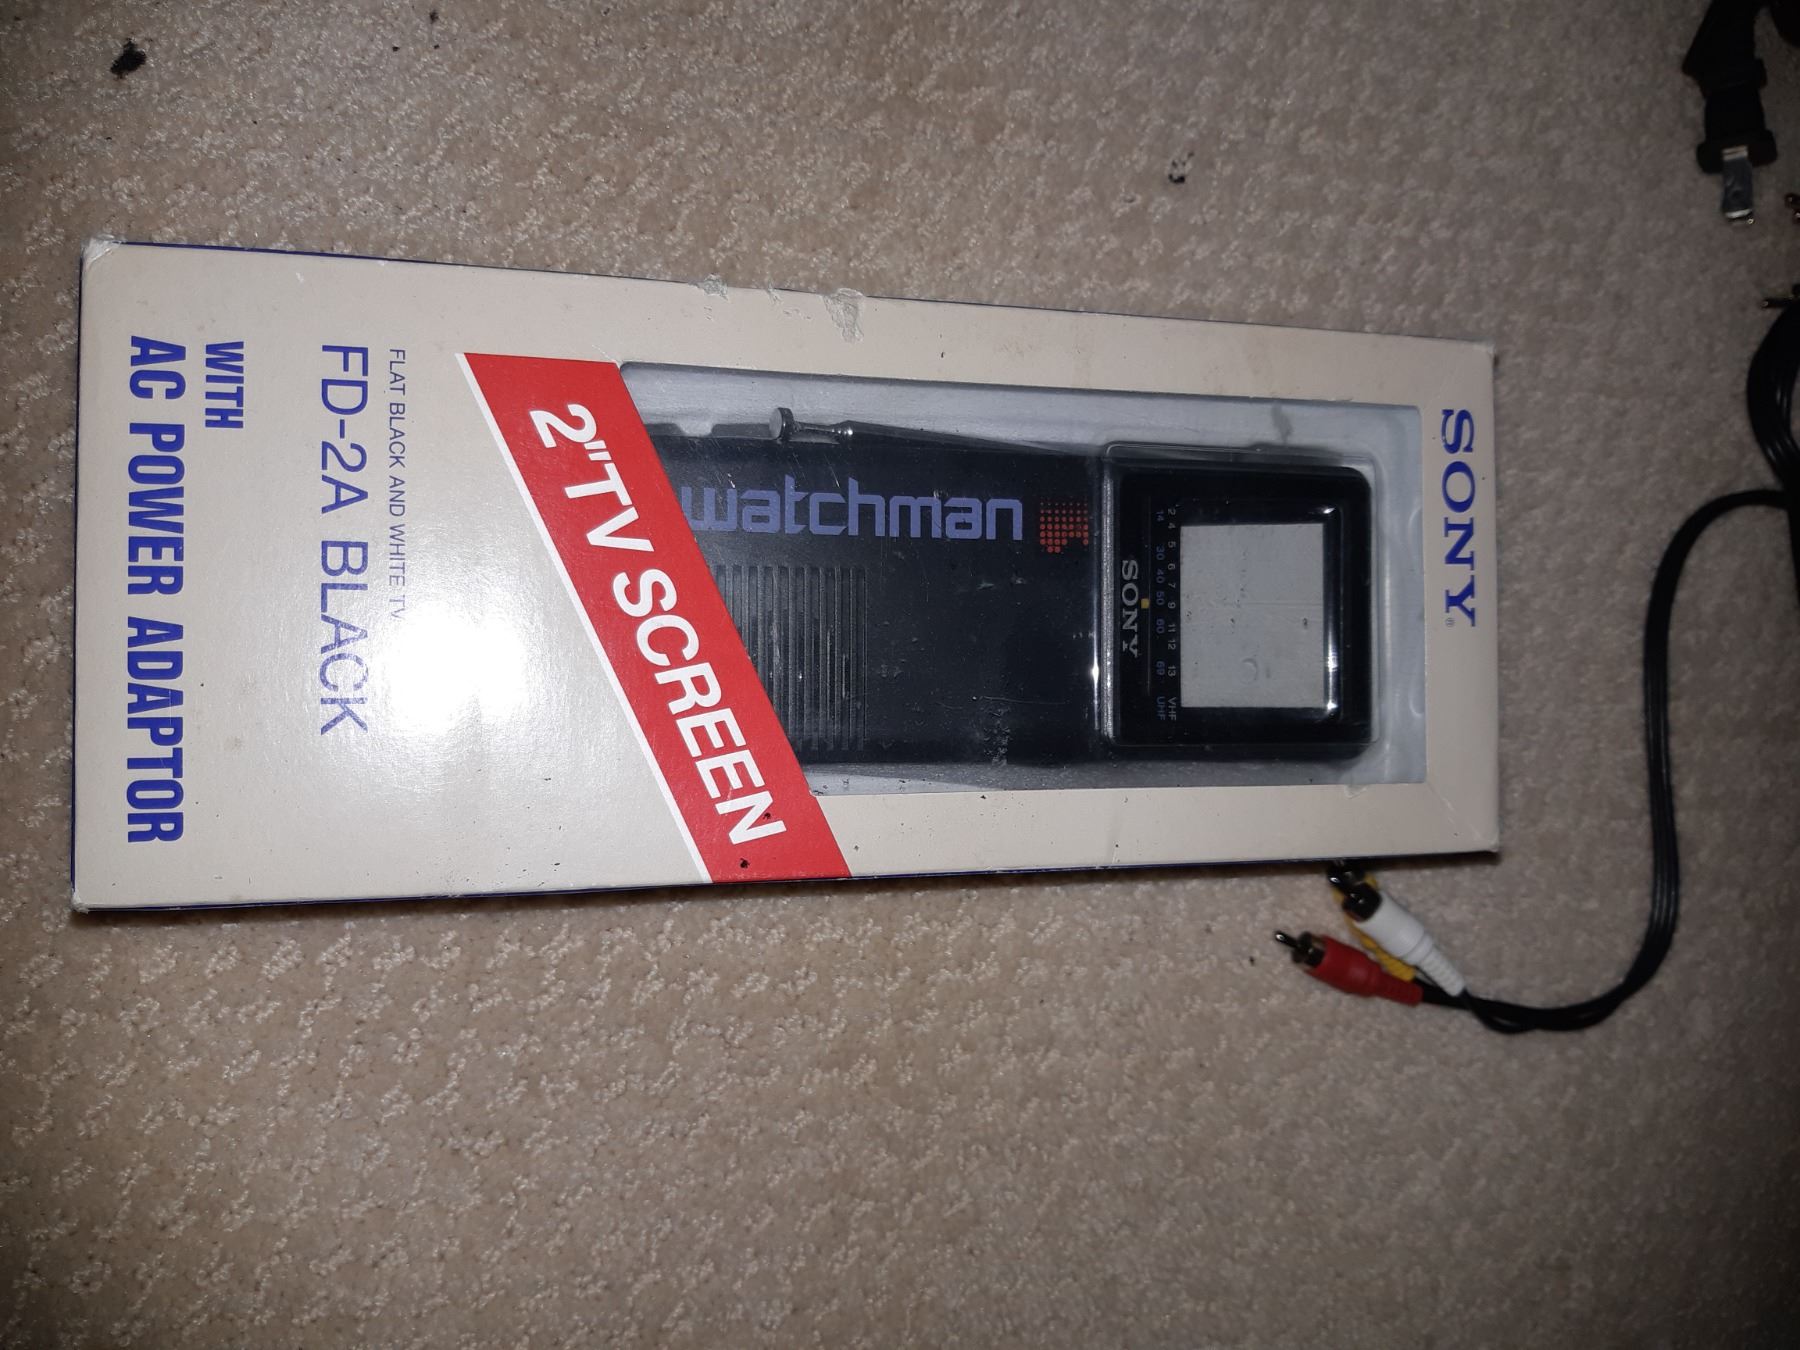 SONY®
2 4 5 6 7 9 11 12 13 VHF
14 30 40 50 60 69 UHF
SONY
watchman
2"TV SCREEN
FLAT BLACK AND WHITE TV
FD-2A BLACK
WITH
AC POWER ADAPTOR